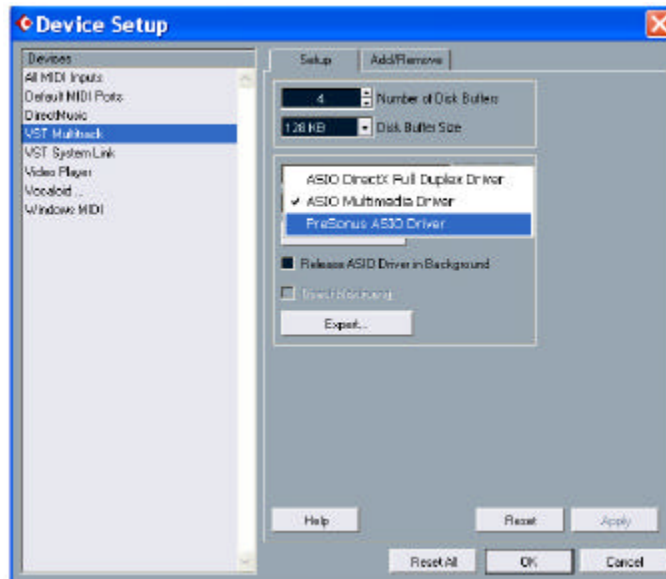 Device Setup
Devices
All MIDI Inputs
Default MIDI Ports
DirectMusic
VST Multitrack
VST System Link
Video Player
Vocaloid...
Windows MIDI
Setup
Add/Remove
4
Number of Disk Buffers
128 KB
Disk Buffer Size
ASIO DirectX Full Duplex Driver
✓ ASIO Multimedia Driver
PreSonus ASIO Driver
Release ASIO Driver in Background
Direct Monitoring
Expert...
Help
Reset
Apply
Reset All
OK
Cancel